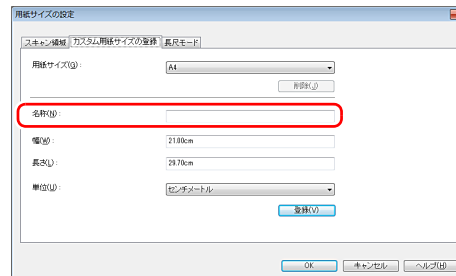 用紙サイズの設定
スキャン領域 カスタム用紙サイズの登録 長尺モード
用紙サイズ(G): A4
削除(J)
名称(N):
幅(W): 21.00cm
長さ(L): 29.70cm
単位(U): センチメートル
登録(V)
OK キャンセル ヘルプ(H)